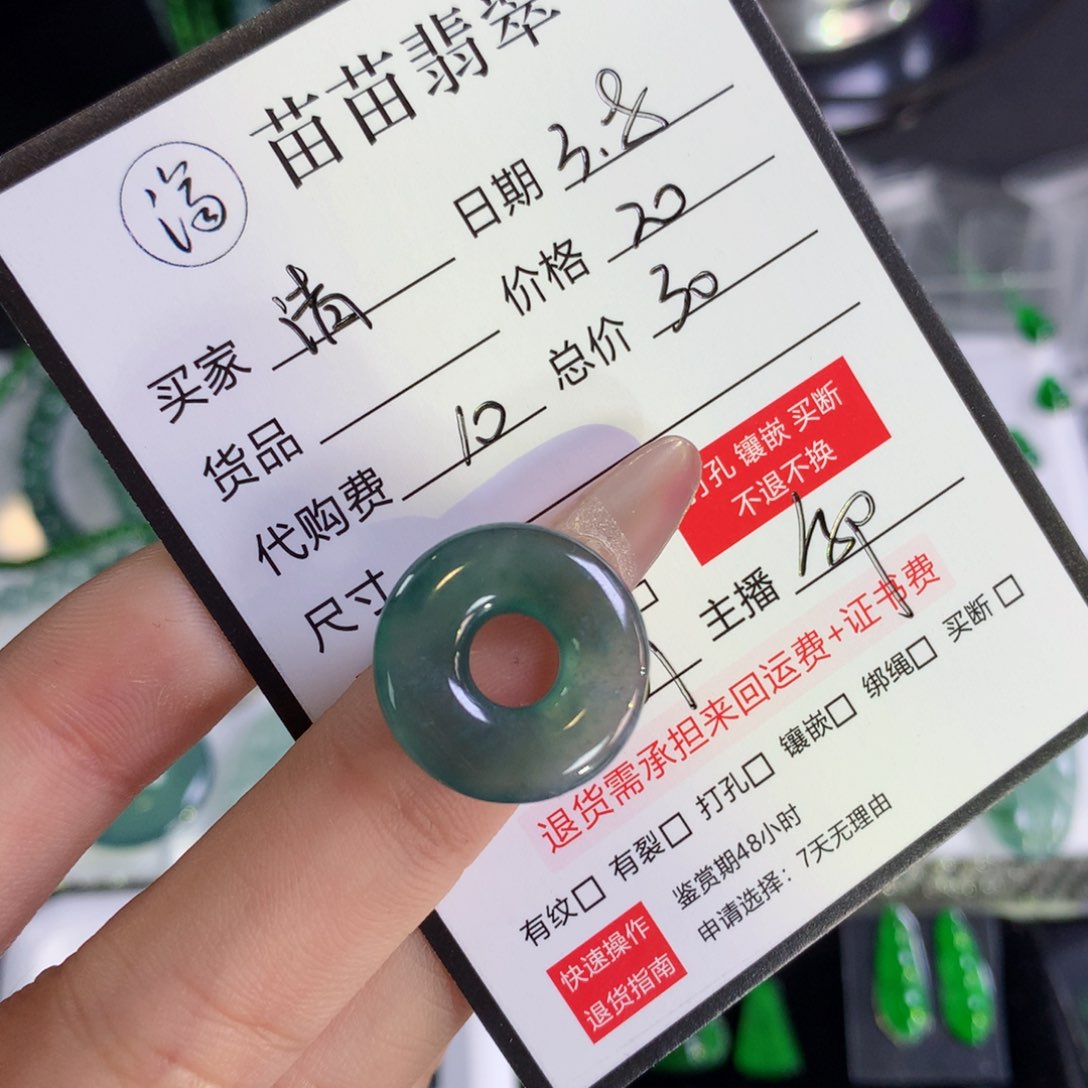 苗苗翡翠
日期 3.8
买家 清 价格 20
货品 总价 30
代购费 10
尺寸
打孔 镶嵌 买断
不退不换
主播
退货需承担来回运费+证书费
有纹□ 有裂□ 打孔□ 镶嵌□ 绑绳□ 买断□
快速操作
退货指南
鉴赏期48小时
申请选择：7天无理由